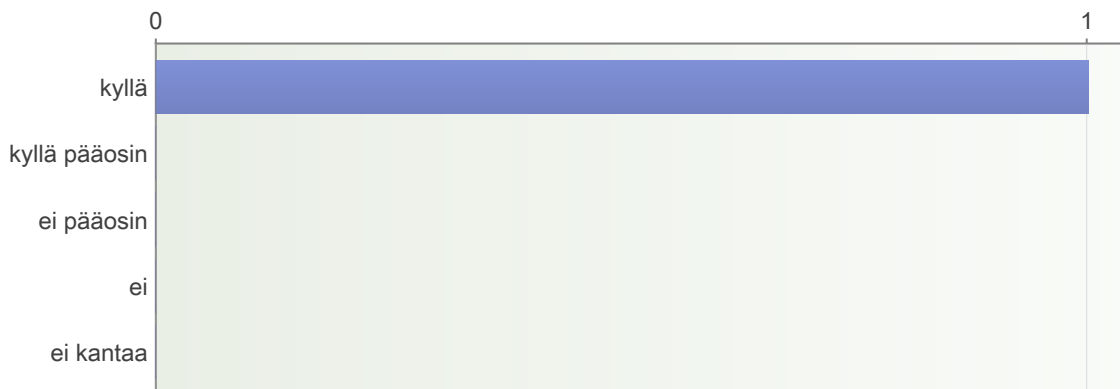 0 1
kyllä
kyllä pääosin
ei pääosin
ei
ei kantaa